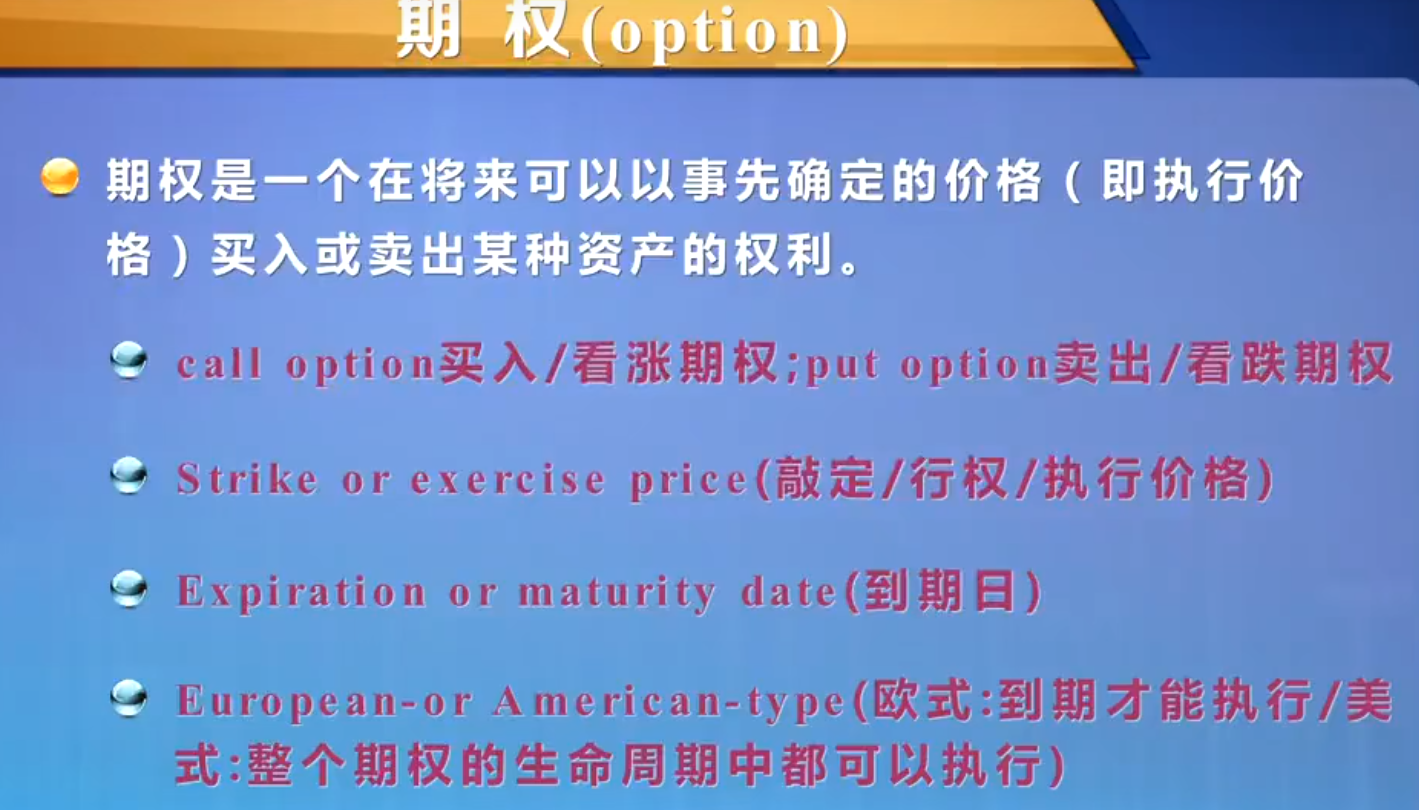 期 权(option)
期权是一个在将来可以以事先确定的价格(即执行价
格)买入或卖出某种资产的权利。
call option买入/看涨期权;put option卖出/看跌期权
Strike or exercise price(敲定/行权/执行价格)
Expiration or maturity date(到期日)
European-or American-type(欧式:到期才能执行/美
式:整个期权的生命周期中都可以执行)